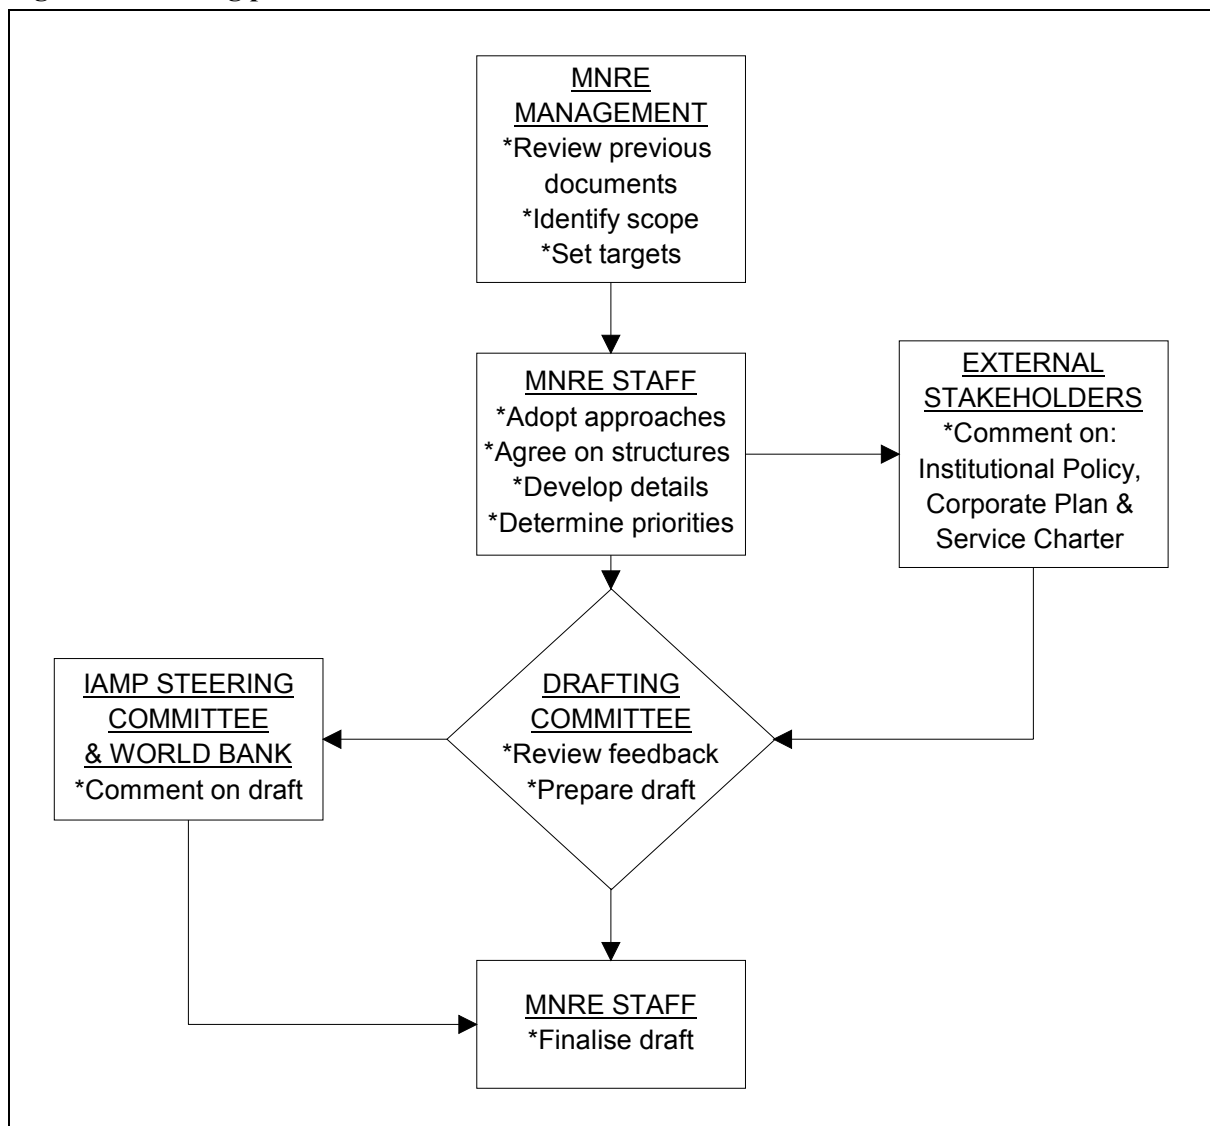 MNRE
MANAGEMENT
*Review previous
documents
*Identify scope
*Set targets
MNRE STAFF
*Adopt approaches
*Agree on structures
*Develop details
*Determine priorities
EXTERNAL
STAKEHOLDERS
*Comment on:
Institutional Policy,
Corporate Plan &
Service Charter
IAMP STEERING
COMMITTEE
& WORLD BANK
*Comment on draft
DRAFTING
COMMITTEE
*Review feedback
*Prepare draft
MNRE STAFF
*Finalise draft